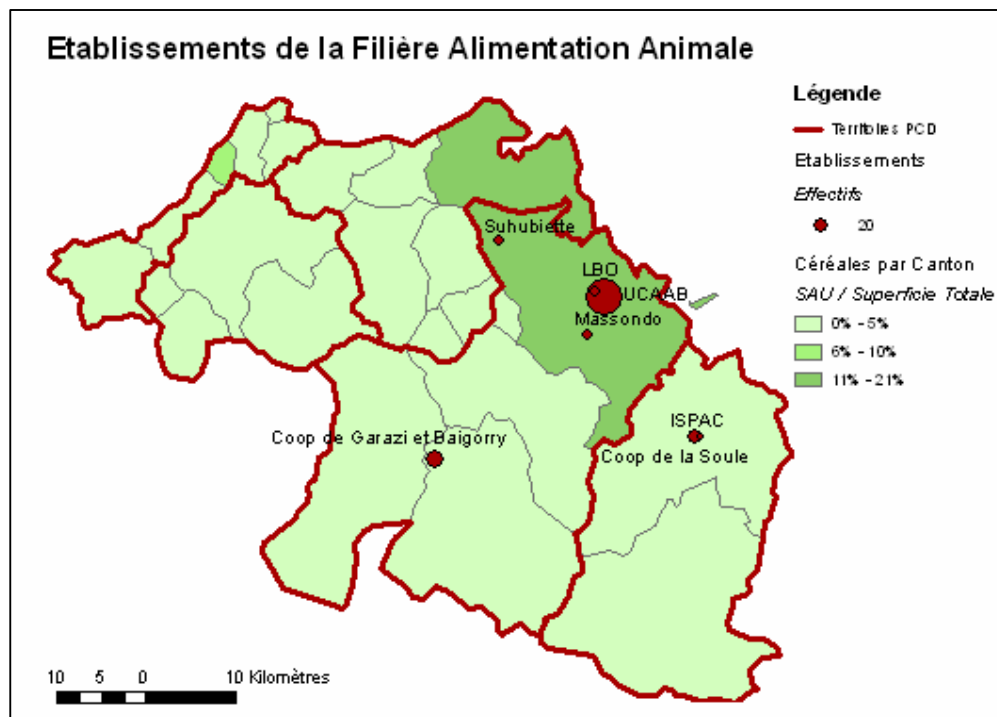 Etablissements de la Filière Alimentation Animale
Légende
Territoies PCD
Etablissements
Effectifs
20
Céréales par Canton
SAU / Superficie Totale
0% - 5%
6% - 10%
11% - 21%
Suhubiette
LBO
UCAAB
Massondo
ISPAC
Coop de Garazi et Baigorry
Coop de la Soule
10 5 0 10 Kilomètres